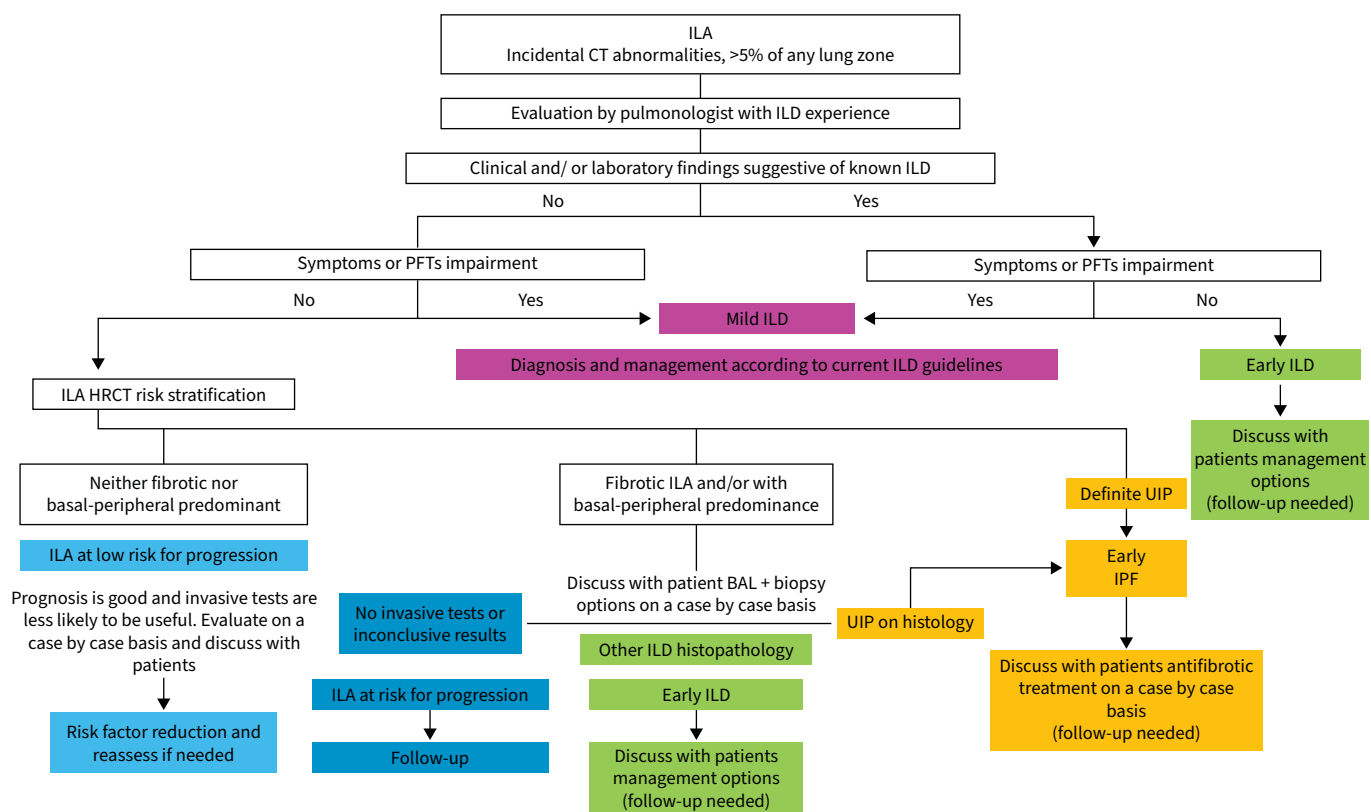 ILA
Incidental CT abnormalities, >5% of any lung zone
Evaluation by pulmonologist with ILD experience
Clinical and/ or laboratory findings suggestive of known ILD
No
Yes
Symptoms or PFTs impairment
Symptoms or PFTs impairment
No
Yes
Mild ILD
Yes
No
Diagnosis and management according to current ILD guidelines
Early ILD
ILA HRCT risk stratification
Discuss with
patients management
options
(follow-up needed)
Neither fibrotic nor
basal-peripheral predominant
Fibrotic ILA and/or with
basal-peripheral predominance
Definite UIP
ILA at low risk for progression
Early
IPF
Prognosis is good and invasive tests are
less likely to be useful. Evaluate on a
case by case basis and discuss with
patients
Discuss with patient BAL + biopsy
options on a case by case basis
No invasive tests or
inconclusive results
UIP on histology
Other ILD histopathology
Discuss with patients antifibrotic
treatment on a case by case
basis
(follow-up needed)
ILA at risk for progression
Early ILD
Risk factor reduction and
reassess if needed
Follow-up
Discuss with patients
management options
(follow-up needed)